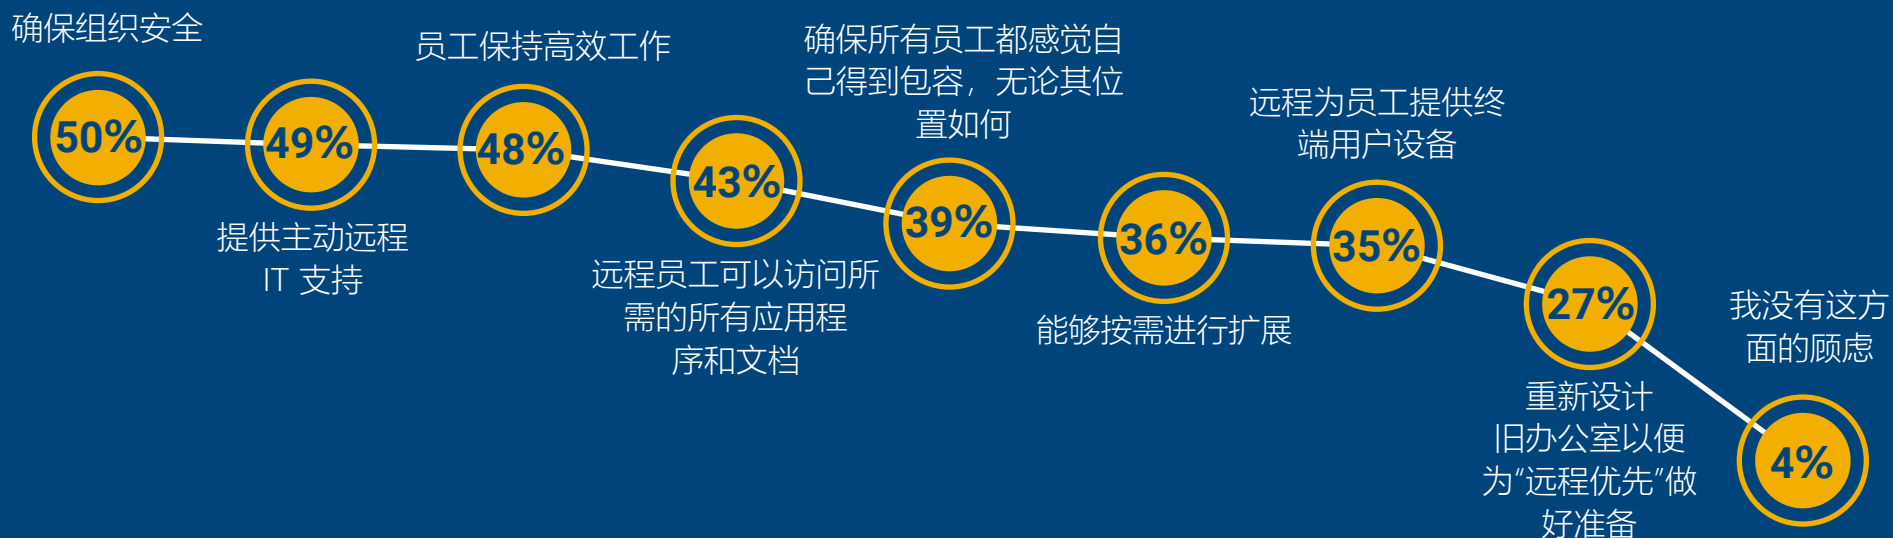 确保组织安全
50%
49%
提供主动远程
IT 支持
员工保持高效工作
48%
43%
远程员工可以访问所
需的所有应用程
序和文档
确保所有员工都感觉自
己得到包容，无论其位
置如何
39%
36%
能够按需进行扩展
远程为员工提供终
端用户设备
35%
27%
重新设计
旧办公室以便
为“远程优先”做
好准备
我没有这方
面的顾虑
4%